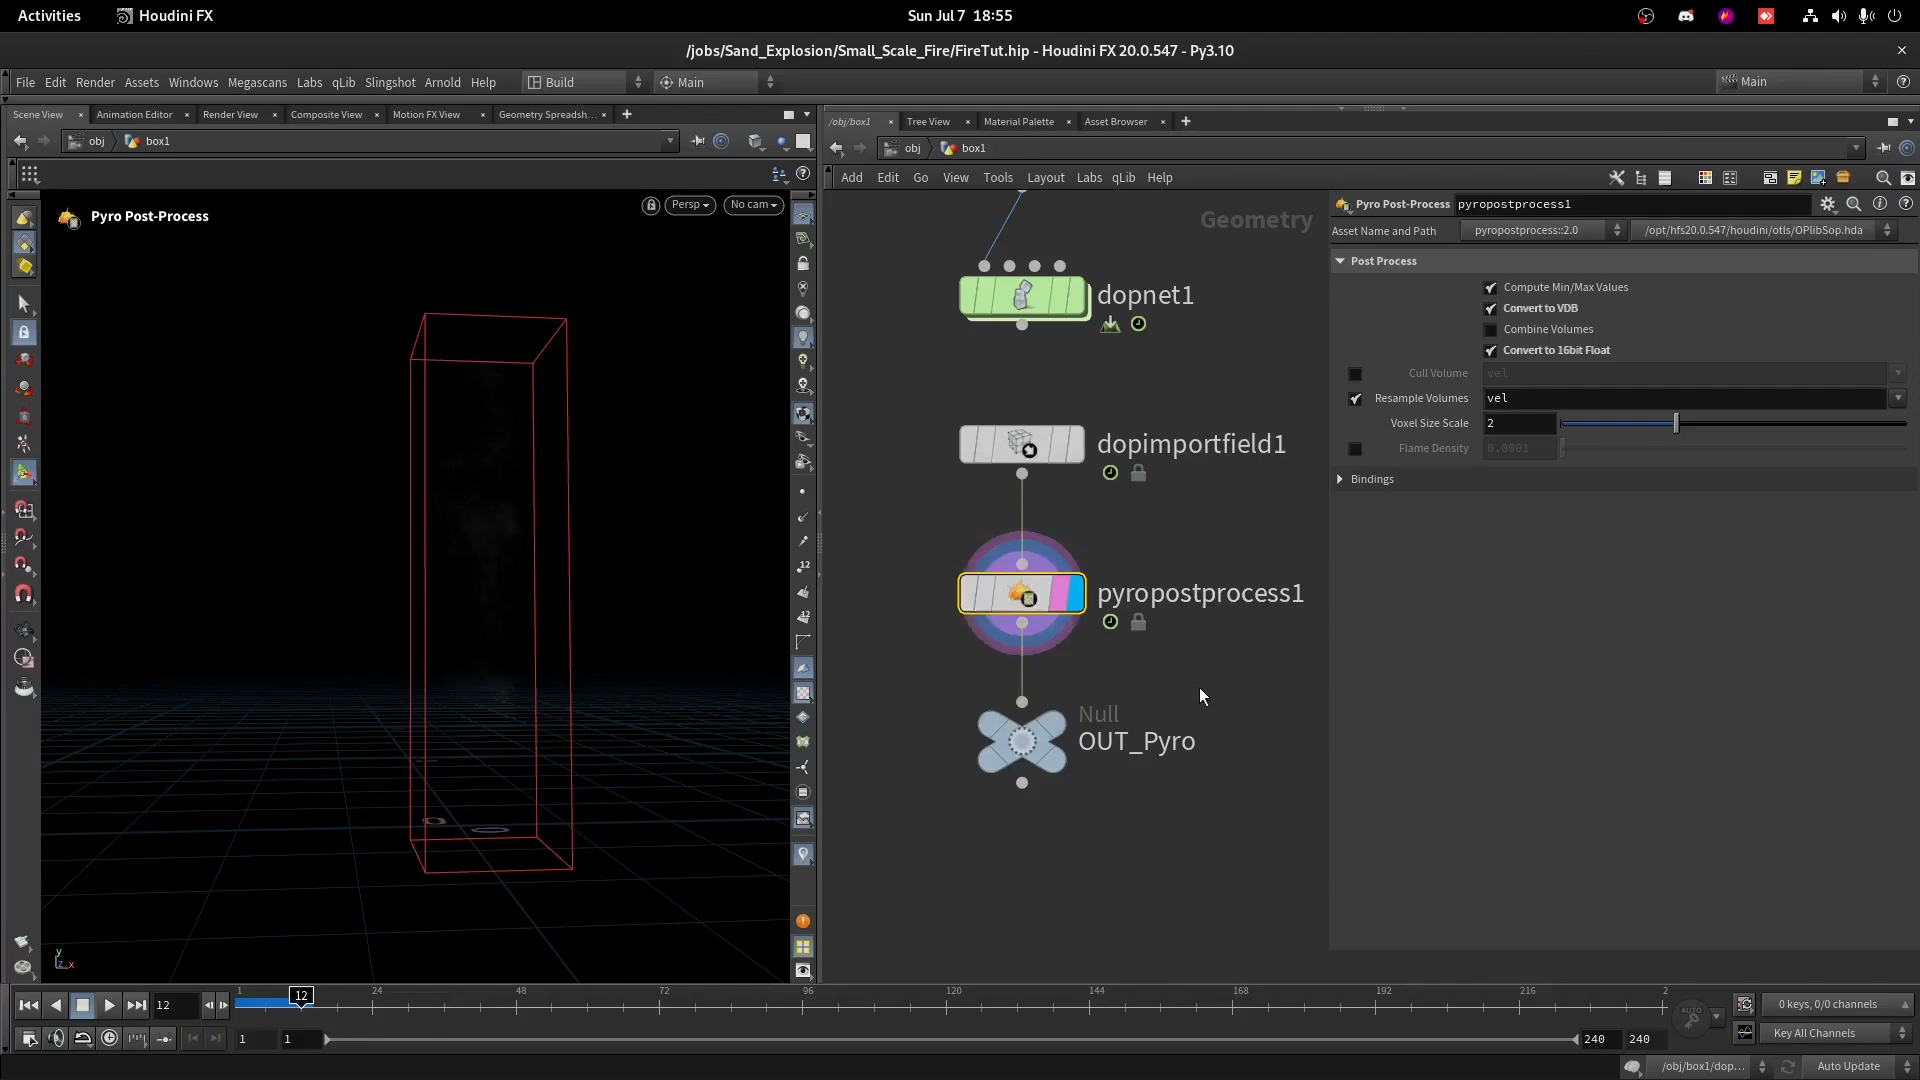 Activities
Houdini FX
Sun Jul 7 18:55
/jobs/Sand_Explosion/Small_Scale_Fire/FireTut.hip - Houdini FX 20.0.547 - Py3.10
File Edit Render Assets Windows Megascans Labs qLib Slingshot Arnold Help
Build
Main
Main
Scene View
Animation Editor
Render View
Composite View
Motion FX View
Geometry Spreadsh...
obj
box1
Pyro Post-Process
Persp
No cam
12
12
y
z x
/obj/box1
Tree View
Material Palette
Asset Browser
obj
box1
Add Edit Go View Tools Layout Labs qLib Help
Geometry
dopnet1
dopimportfield1
pyropostprocess1
Null
OUT_Pyro
Pyro Post-Process
pyropostprocess1
Asset Name and Path
pyropostprocess::2.0
/opt/hfs20.0.547/houdini/otls/OPlibSop.hda
Post Process
Compute Min/Max Values
Convert to VDB
Combine Volumes
Convert to 16bit Float
Cull Volume vel
Resample Volumes vel
Voxel Size Scale 2
Flame Density 0.0001
Bindings
12
1 12 24 48 72 96 120 144 168 192 216 2
AUTO
0 keys, 0/0 channels
1
1
240
240
Key All Channels
/obj/box1/dop...
Auto Update